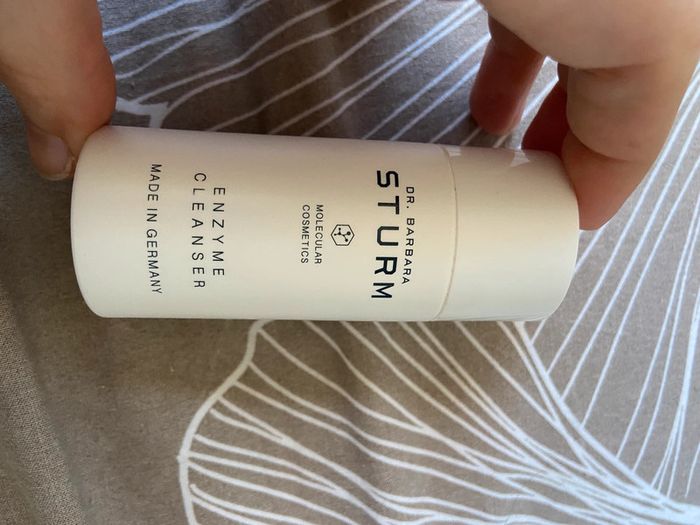 DR. BARBARA
STURM
MOLECULAR
COSMETICS
ENZYME
CLEANSER
MADE IN GERMANY